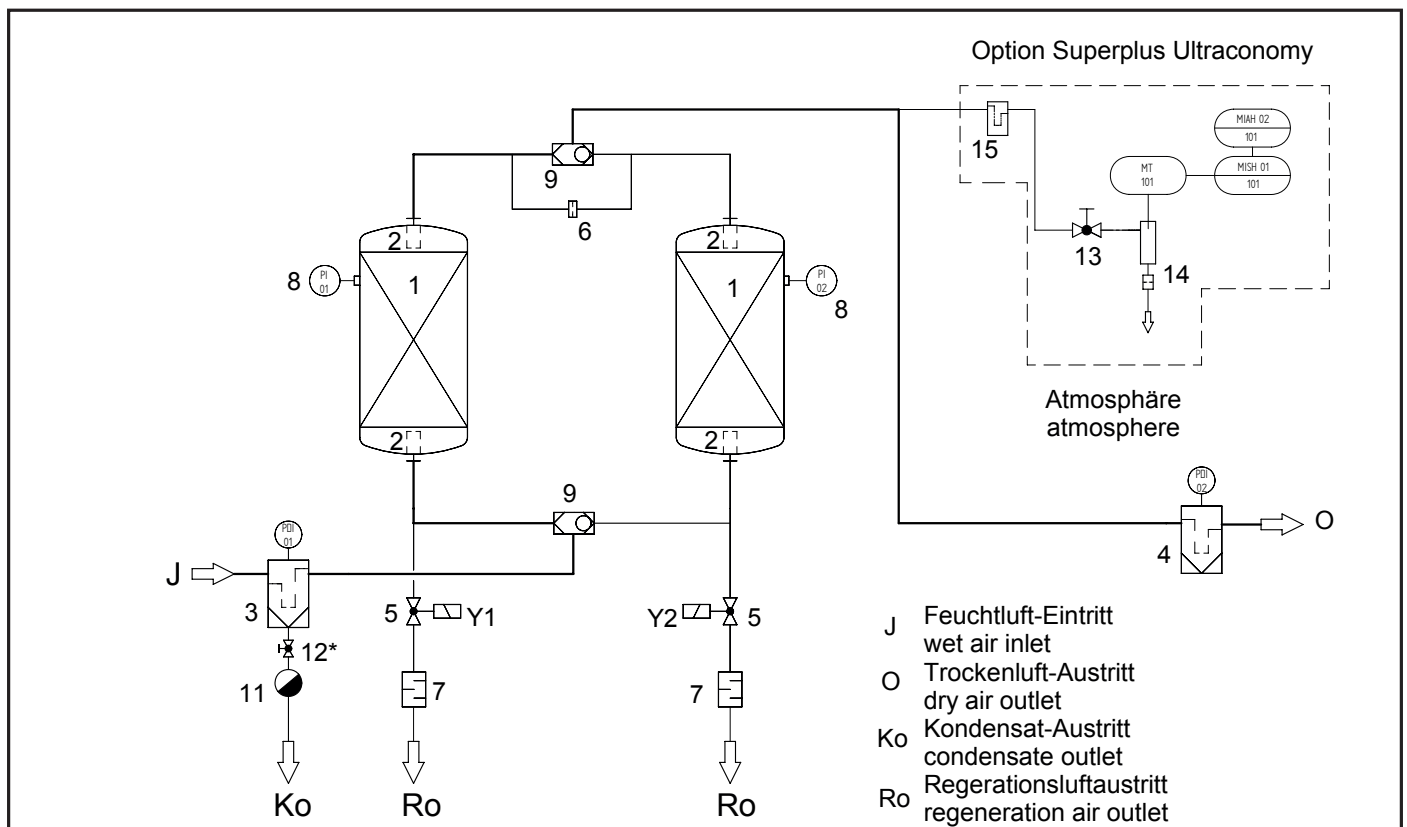 Option Superplus Ultraconomy
MIAH 02
101
15
MT
101
MISH 01
101
9
6
13
14
2
2
8
PI
01
1
1
PI
02
8
Atmosphäre
atmosphere
2
2
9
PDI
01
PDI
02
J
O
4
3
5
Y1
Y2
5
12*
11
7
7
Ko
Ro
Ro
J
Feuchtluft-Eintritt
wet air inlet
O
Trockenluft-Austritt
dry air outlet
Ko
Kondensat-Austritt
condensate outlet
Ro
Regerationsluftaustritt
regeneration air outlet